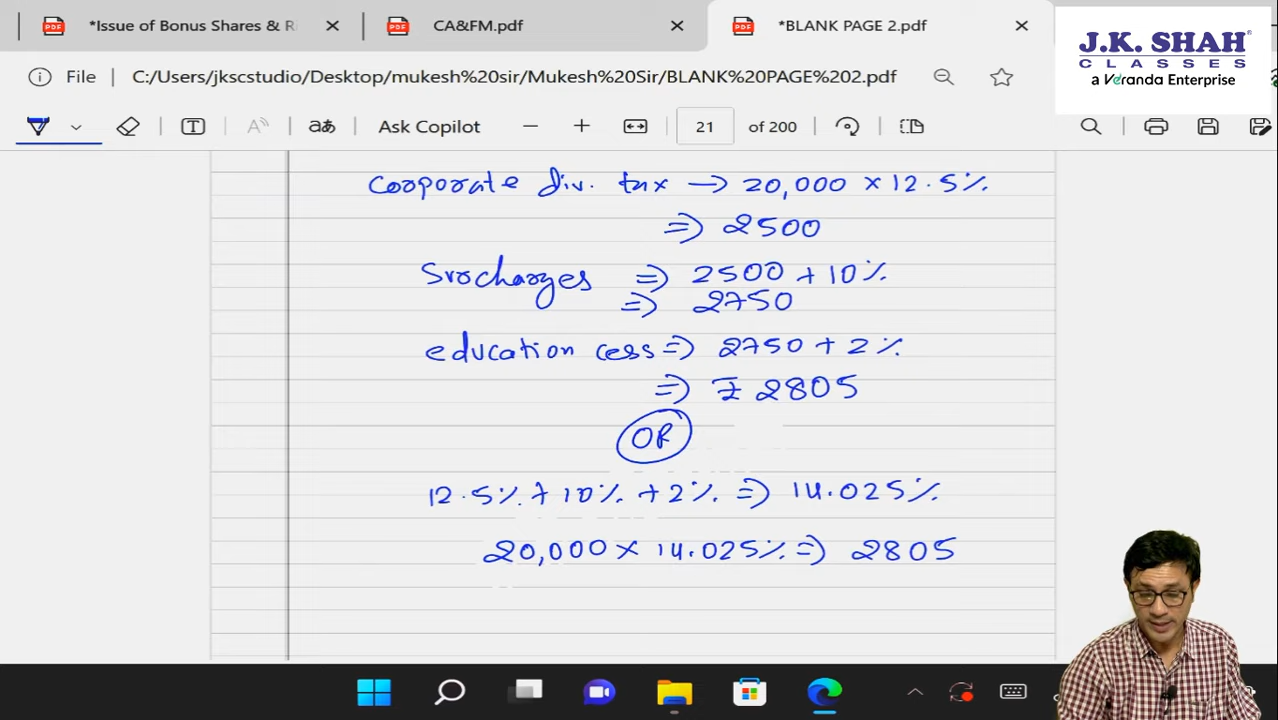 *Issue of Bonus Shares & Ri
CA&FM.pdf
*BLANK PAGE 2.pdf
J.K. SHAH
CLASSES
a Veranda Enterprise
File
C:/Users/jkscstudio/Desktop/mukesh%20sir/Mukesh%20Sir/BLANK%20PAGE%202.pdf
Ask Copilot
21 of 200
Corporate div. tax → 20,000 × 12.5%
⇒ 2500
Surcharges ⇒ 2500 + 10%
⇒ 2750
education cess ⇒ 2750 + 2%
⇒ ₹ 2805
OR
12.5% + 10% + 2% ⇒ 14.025%
20,000 × 14.025% ⇒ 2805